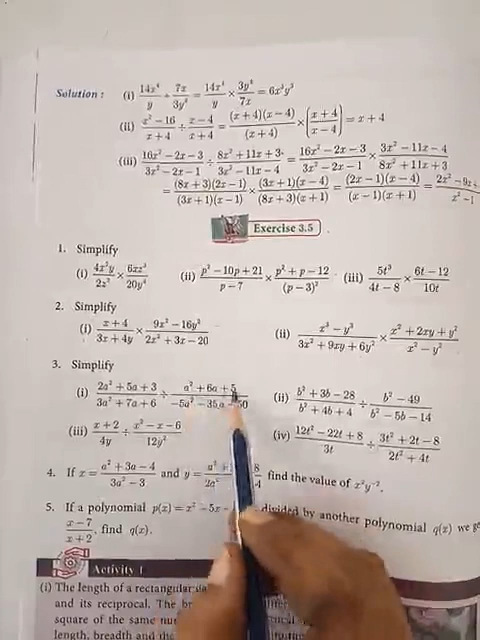 Solution : (i) 14x⁴/y ÷ 7x/3y⁴ = 14x⁴/y × 3y⁴/7x = 6x³y³
(ii) x² −16/x + 4 ÷ x − 4/x + 4 = (x + 4)(x − 4)/(x + 4) × (x + 4/x − 4) = x + 4
(iii) 16x² − 2x − 3/3x² − 2x − 1 ÷ 8x² + 11x + 3/3x² − 11x − 4 = 16x² − 2x − 3/3x² − 2x − 1 × 3x² − 11x − 4/8x² + 11x + 3
= (8x + 3)(2x − 1)/(3x + 1)(x − 1) × (3x + 1)(x − 4)/(8x + 3)(x + 1) = (2x − 1)(x − 4)/(x − 1)(x + 1) = 2x² − 9x/x² − 1
Exercise 3.5
1. Simplify
(i) 4x²y/2z² × 6xz³/20y⁴ (ii) p² − 10p + 21/p − 7 × p² + p − 12/(p − 3)² (iii) 5t³/4t − 8 × 6t − 12/10t
2. Simplify
(i) x + 4/3x + 4y × 9x² − 16y²/2x² + 3x − 20 (ii) x³ − y³/3x² + 9xy + 6y² × x² + 2xy + y²/x² − y²
3. Simplify
(i) 2a² + 5a + 3/2a² + 7a + 6 ÷ a² + 6a + 5/−5a² − 35a − 50 (ii) b² + 3b − 28/b² + 4b + 4 ÷ b² − 49/b² − 5b − 14
(iii) x + 2/4y ÷ x² − x − 6/12y² (iv) 12t² − 22t + 8/3t ÷ 3t² + 2t − 8/2t² + 4t
4. If x = a² + 3a − 4/3a² − 3 and y = a² 8/2a² 4 find the value of x²y⁻².
5. If a polynomial p(x) = x² − 5x − divided by another polynomial q(x) we
x − 7/x + 2, find q(x).
Activity
(i) The length of a rectangular
and its reciprocal. The
square of the same
length, breadth and the